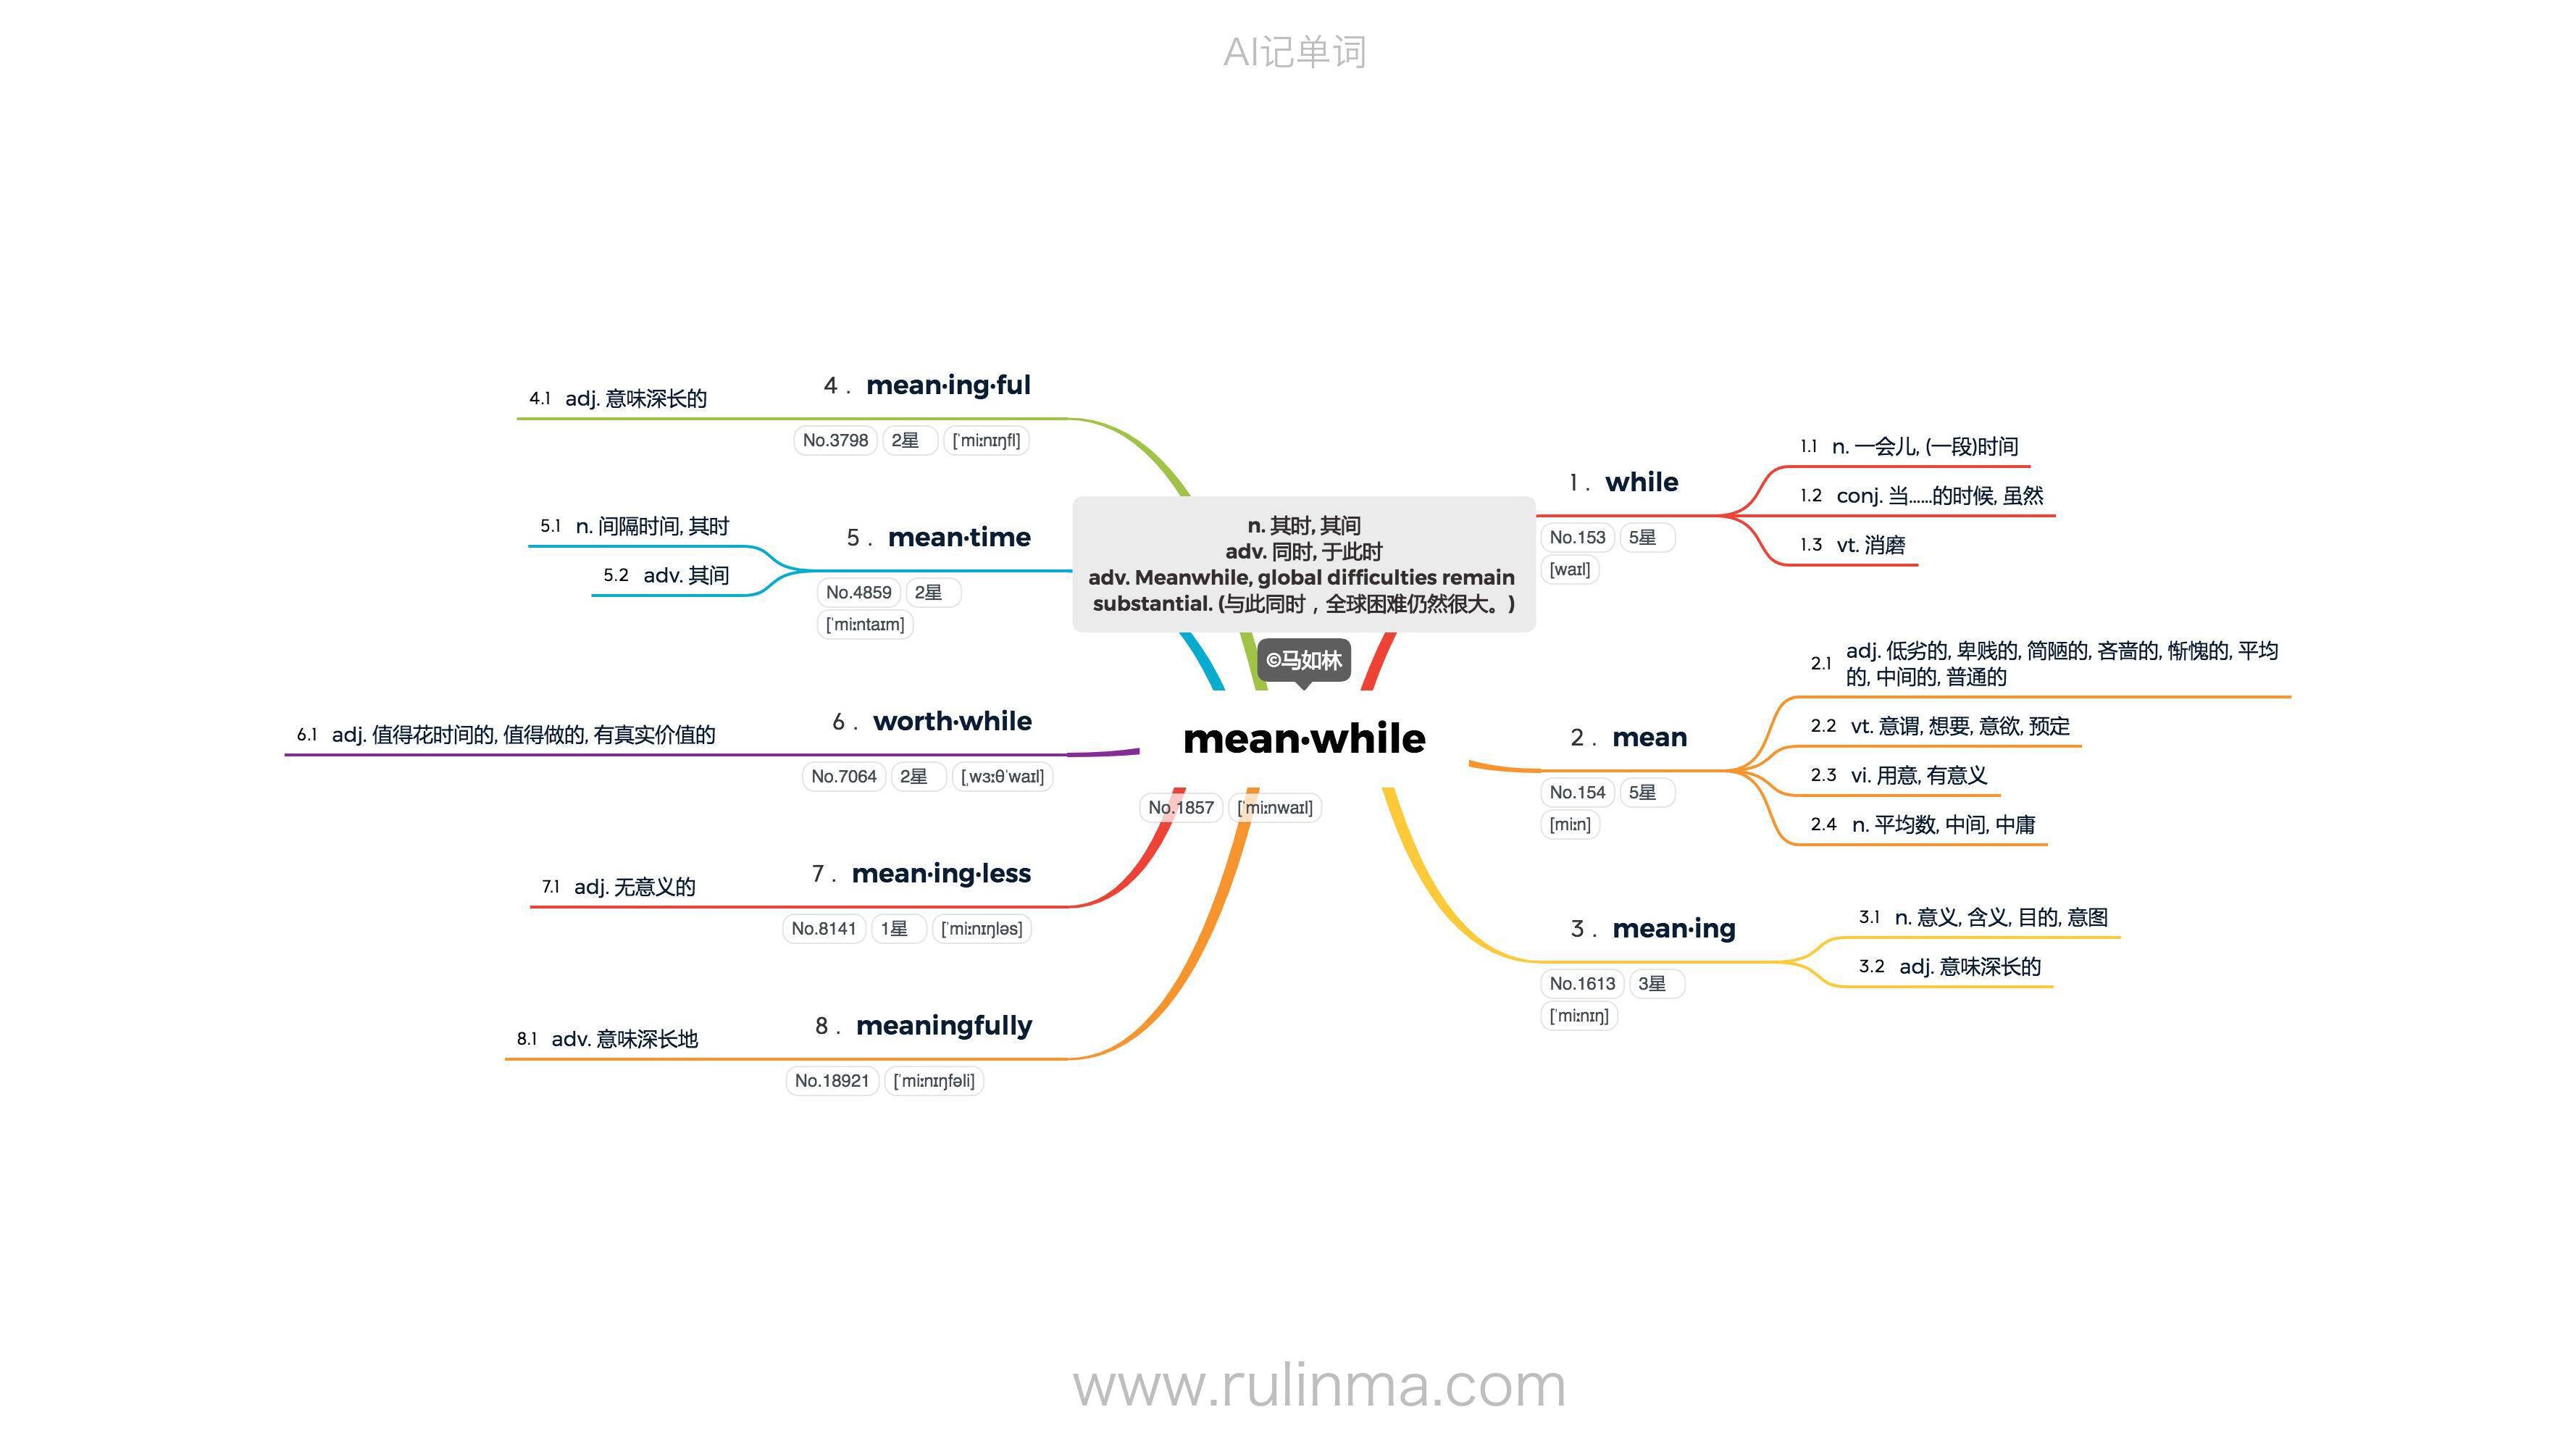 AI记单词
n. 其时, 其间
adv. 同时, 于此时
adv. Meanwhile, global difficulties remain
substantial. (与此同时，全球困难仍然很大。)
©马如林
mean·while
No.1857 [ˈmiːnwaɪl]
1. while
No.153 5星
[waɪl]
1.1 n. 一会儿, (一段)时间
1.2 conj. 当……的时候, 虽然
1.3 vt. 消磨
2. mean
No.154 5星
[miːn]
2.1 adj. 低劣的, 卑贱的, 简陋的, 吝啬的, 惭愧的, 平均
的, 中间的, 普通的
2.2 vt. 意谓, 想要, 意欲, 预定
2.3 vi. 用意, 有意义
2.4 n. 平均数, 中间, 中庸
3. mean·ing
No.1613 3星
[ˈmiːnɪŋ]
3.1 n. 意义, 含义, 目的, 意图
3.2 adj. 意味深长的
4. mean·ing·ful
No.3798 2星 [ˈmiːnɪŋfl]
4.1 adj. 意味深长的
5. mean·time
No.4859 2星
[ˈmiːntaɪm]
5.1 n. 间隔时间, 其时
5.2 adv. 其间
6. worth·while
No.7064 2星 [ˌwɜːθˈwaɪl]
6.1 adj. 值得花时间的, 值得做的, 有真实价值的
7. mean·ing·less
No.8141 1星 [ˈmiːnɪŋləs]
7.1 adj. 无意义的
8. meaningfully
No.18921 [ˈmiːnɪŋfəli]
8.1 adv. 意味深长地
www.rulinma.com